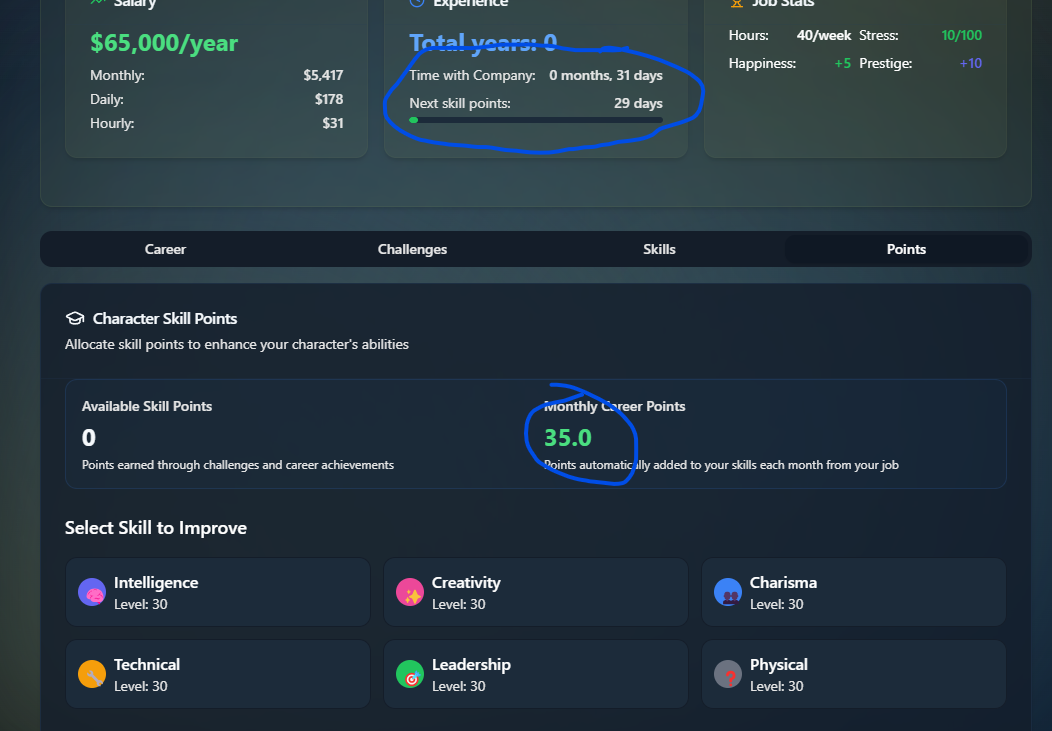 Salary
$65,000/year
Monthly: $5,417
Daily: $178
Hourly: $31
Experience
Total years: 0
Time with Company: 0 months, 31 days
Next skill points: 29 days
Job Stats
Hours: 40/week Stress: 10/100
Happiness: +5 Prestige: +10
Career Challenges Skills Points
Character Skill Points
Allocate skill points to enhance your character's abilities
Available Skill Points
0
Points earned through challenges and career achievements
Monthly Career Points
35.0
Points automatically added to your skills each month from your job
Select Skill to Improve
Intelligence
Level: 30
Creativity
Level: 30
Charisma
Level: 30
Technical
Level: 30
Leadership
Level: 30
Physical
Level: 30